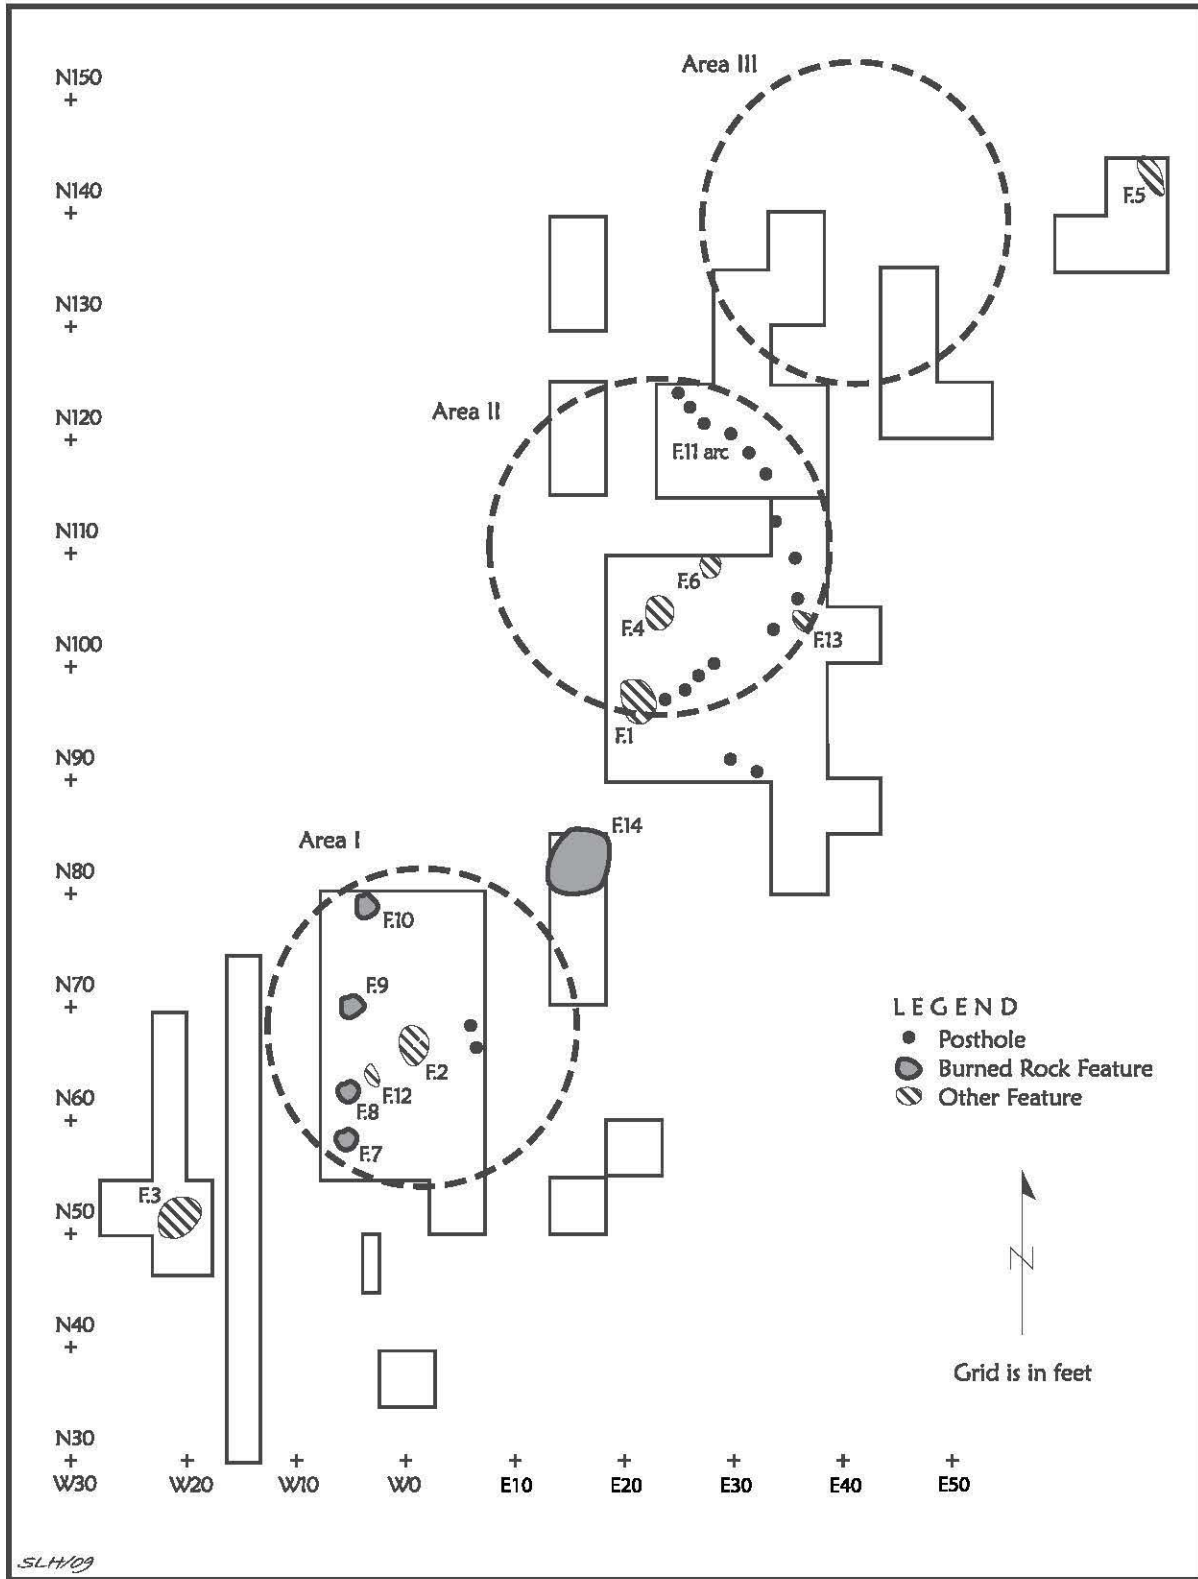 Area III
N150
N140
F.5
N130
Area II
N120
F.11 arc
N110
F.6
F.4
N100
F.13
F.1
N90
Area I
F.14
N80
F.10
N70
F.9
LEGEND
Posthole
F.2
Burned Rock Feature
F.12
N60
F.8
Other Feature
F.7
F.3
N50
N
N40
Grid is in feet
N30
W30 W20 W10 W0 E10 E20 E30 E40 E50
SLH/09